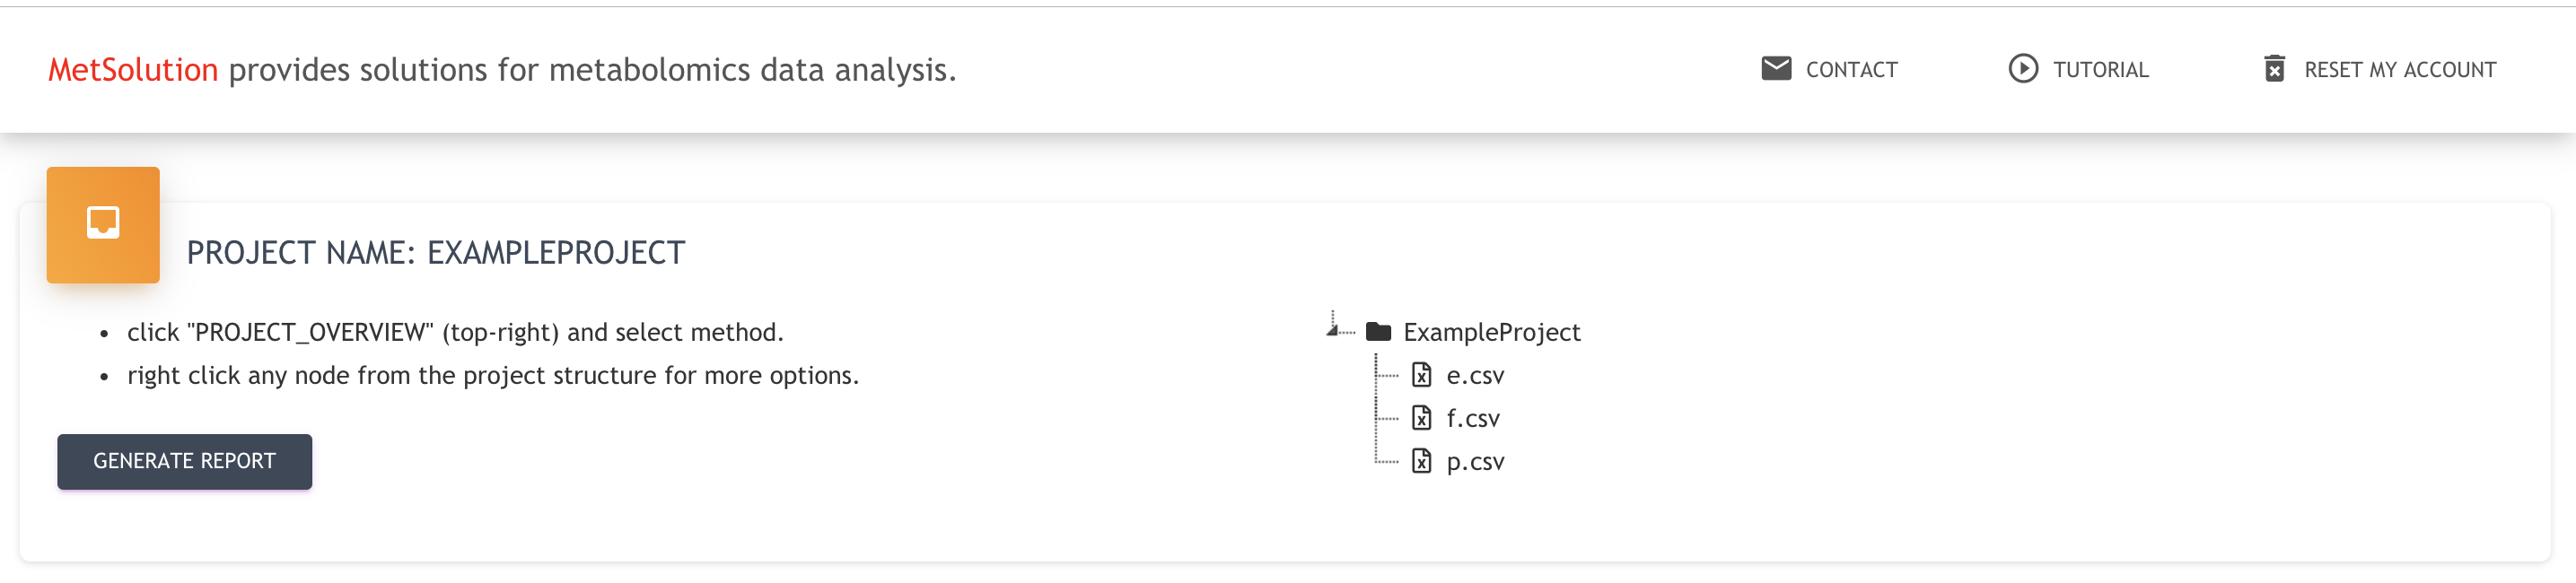 MetSolution provides solutions for metabolomics data analysis.
CONTACT
TUTORIAL
RESET MY ACCOUNT
PROJECT NAME: EXAMPLEPROJECT
• click "PROJECT_OVERVIEW" (top-right) and select method.
• right click any node from the project structure for more options.
GENERATE REPORT
ExampleProject
e.csv
f.csv
p.csv